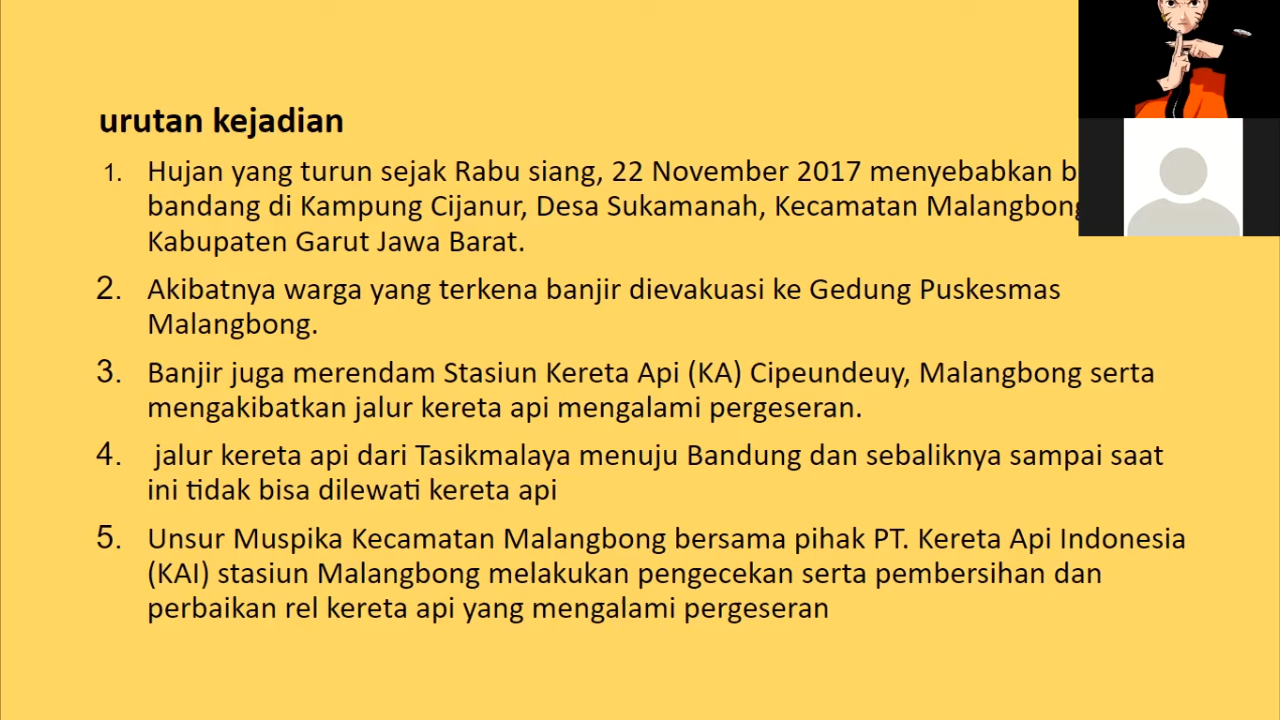 urutan kejadian
1. Hujan yang turun sejak Rabu siang, 22 November 2017 menyebabkan
bandang di Kampung Cijanur, Desa Sukamanah, Kecamatan Malangbong
Kabupaten Garut Jawa Barat.
2. Akibatnya warga yang terkena banjir dievakuasi ke Gedung Puskesmas
Malangbong.
3. Banjir juga merendam Stasiun Kereta Api (KA) Cipeundeuy, Malangbong serta
mengakibatkan jalur kereta api mengalami pergeseran.
4. jalur kereta api dari Tasikmalaya menuju Bandung dan sebaliknya sampai saat
ini tidak bisa dilewati kereta api
5. Unsur Muspika Kecamatan Malangbong bersama pihak PT. Kereta Api Indonesia
(KAI) stasiun Malangbong melakukan pengecekan serta pembersihan dan
perbaikan rel kereta api yang mengalami pergeseran